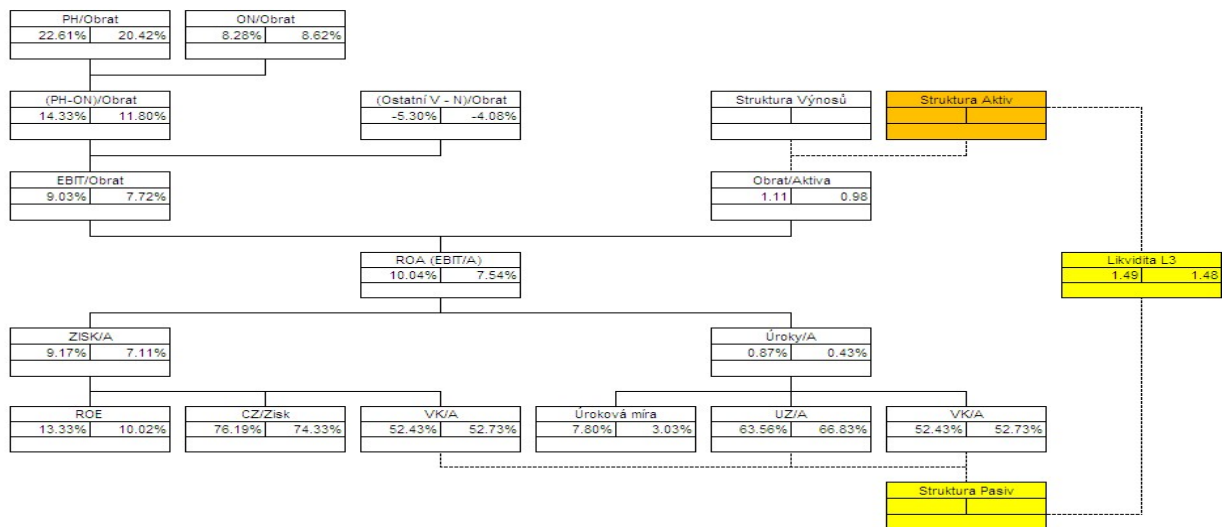 PH/Obrat ON/Obrat
22.61% 20.42% 8.28% 8.62%
(PH-ON)/Obrat (Ostatní V - N)/Obrat Struktura Výnosů Struktura Aktiv
14.33% 11.80% -5.30% -4.08%
EBIT/Obrat Obrat/Aktiva
9.03% 7.72% 1.11 0.98
ROA (EBIT/A) Likvidita L3
10.04% 7.54% 1.49 1.48
ZISK/A Úroky/A
9.17% 7.11% 0.87% 0.43%
ROE CZ/Zisk VK/A Úroková míra UZ/A VK/A
13.33% 10.02% 76.19% 74.33% 52.43% 52.73% 7.80% 3.03% 63.56% 66.83% 52.43% 52.73%
Struktura Pasiv